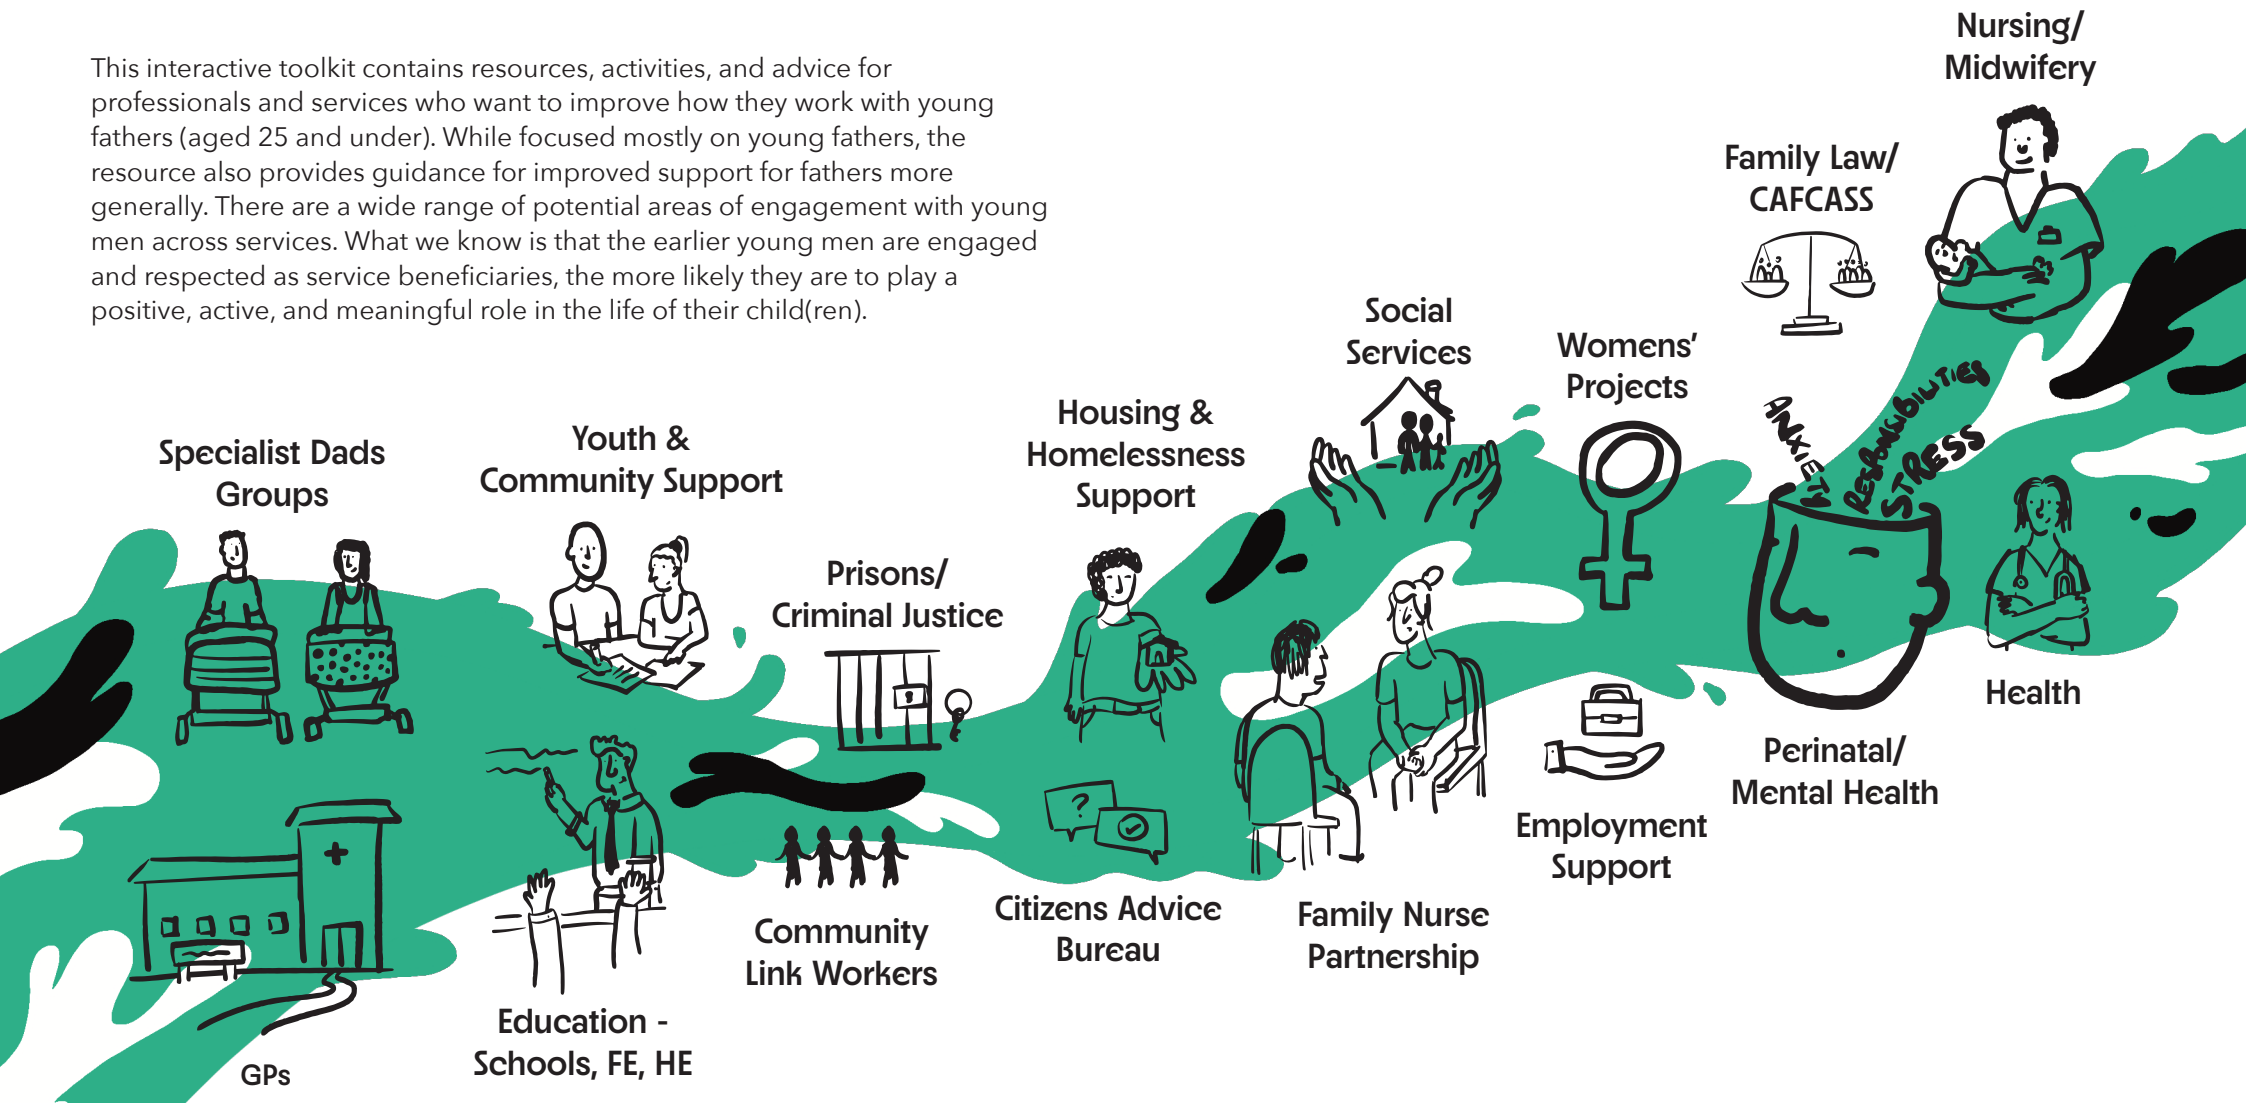 This interactive toolkit contains resources, activities, and advice for
professionals and services who want to improve how they work with young
fathers (aged 25 and under). While focused mostly on young fathers, the
resource also provides guidance for improved support for fathers more
generally. There are a wide range of potential areas of engagement with young
men across services. What we know is that the earlier young men are engaged
and respected as service beneficiaries, the more likely they are to play a
positive, active, and meaningful role in the life of their child(ren).
Specialist Dads
Groups
Youth &
Community Support
Prisons/
Criminal Justice
Housing &
Homelessness
Support
Social
Services
Womens’
Projects
Family Law/
CAFCASS
Nursing/
Midwifery
ANXIETY
RESPONSIBILITIES
STRESS
?
GPs
Education -
Schools, FE, HE
Community
Link Workers
Citizens Advice
Bureau
Family Nurse
Partnership
Employment
Support
Perinatal/
Mental Health
Health